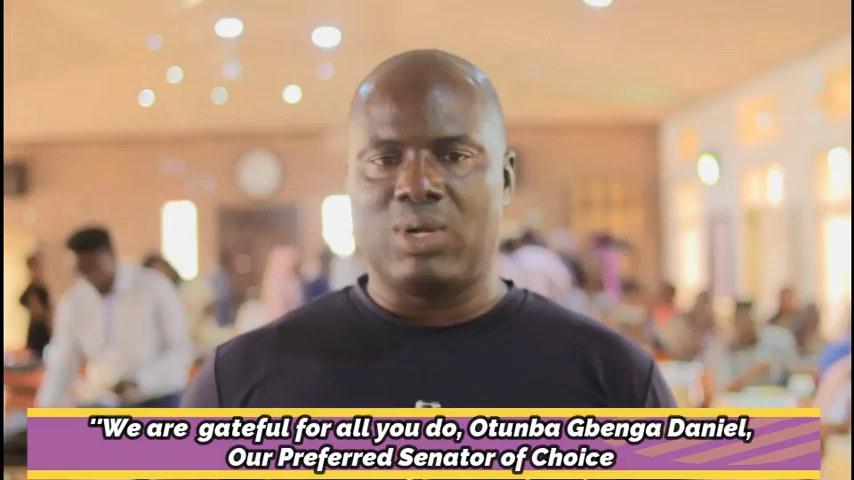 "We are gateful for all you do, Otunba Gbenga Daniel,
Our Preferred Senator of Choice